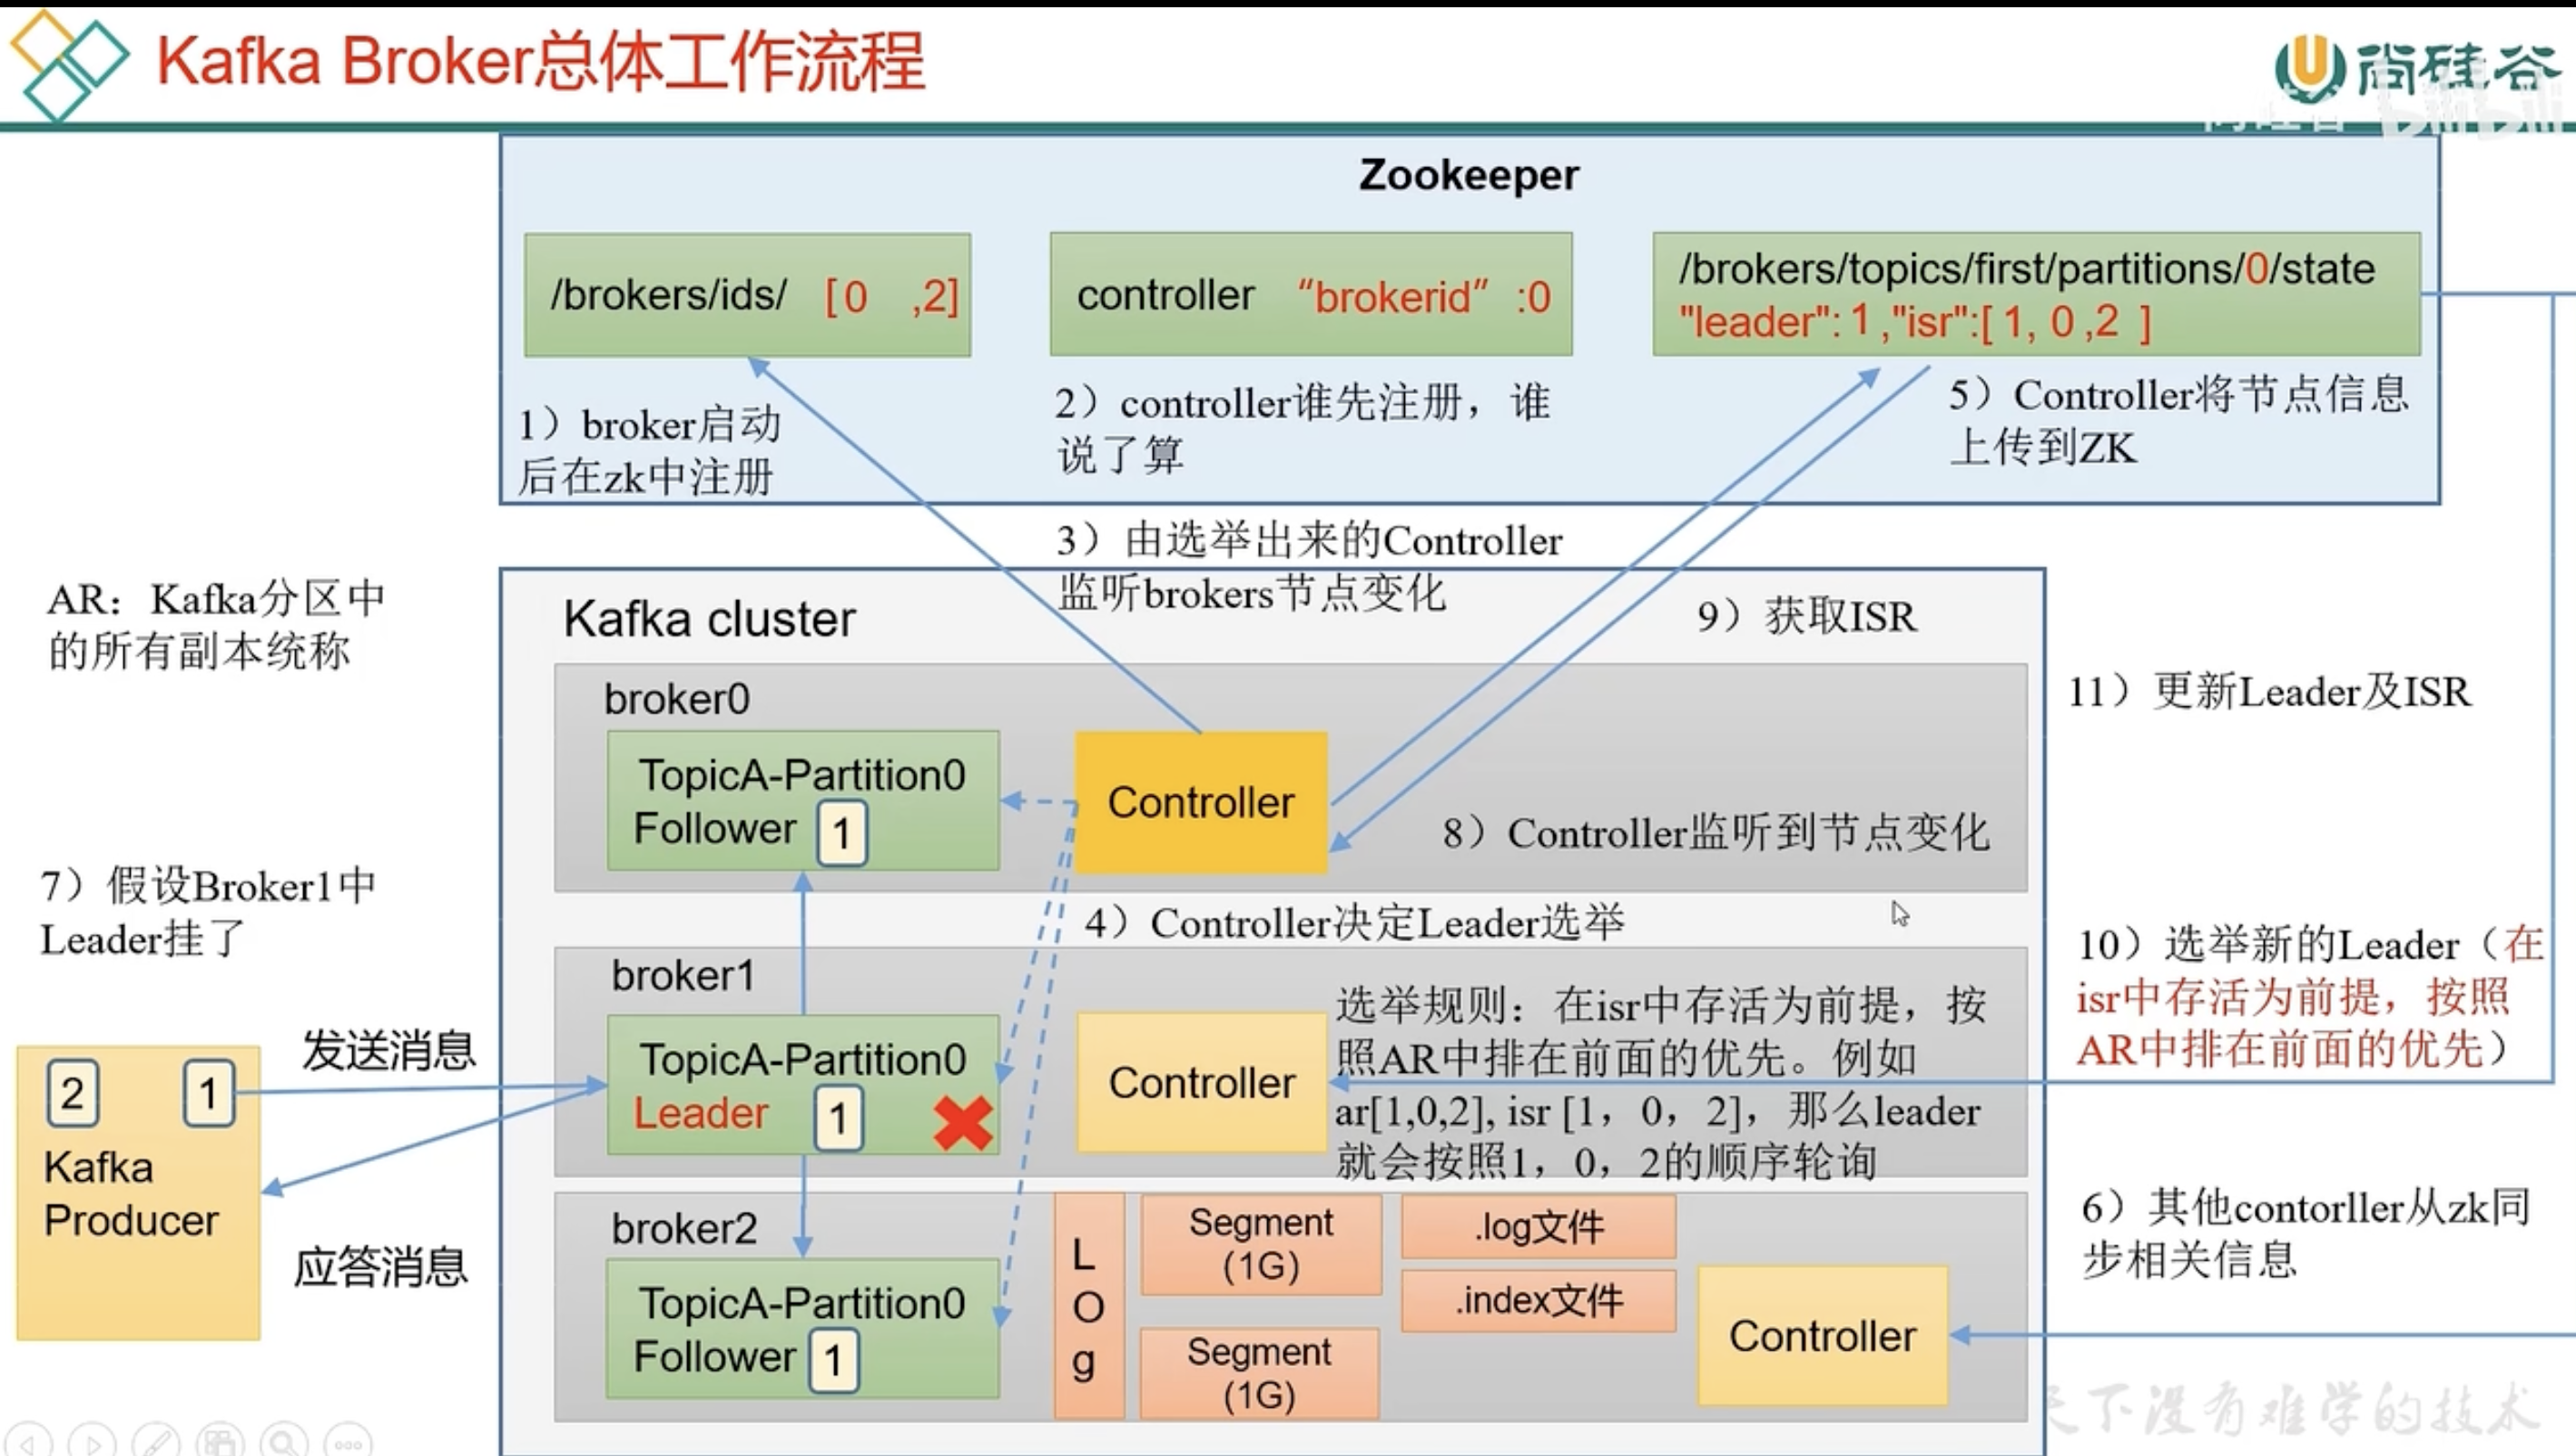 Kafka Broker总体工作流程
尚硅谷
bilibili
Zookeeper
/brokers/ids/ [0 ,2]
controller “brokerid” :0
/brokers/topics/first/partitions/0/state
"leader": 1 ,"isr":[ 1, 0 ,2 ]
1）broker启动
后在zk中注册
2）controller谁先注册，谁
说了算
5）Controller将节点信息
上传到ZK
3）由选举出来的Controller
监听brokers节点变化
AR：Kafka分区中
的所有副本统称
Kafka cluster
9）获取ISR
11）更新Leader及ISR
broker0
TopicA-Partition0
Follower 1
Controller
8）Controller监听到节点变化
7）假设Broker1中
Leader挂了
4）Controller决定Leader选举
10）选举新的Leader（在
isr中存活为前提，按照
AR中排在前面的优先）
broker1
TopicA-Partition0
Leader 1
Controller
选举规则：在isr中存活为前提，按
照AR中排在前面的优先。例如
ar[1,0,2], isr [1，0，2]，那么leader
就会按照1，0，2的顺序轮询
发送消息
2 1
Kafka
Producer
应答消息
broker2
TopicA-Partition0
Follower 1
L
O
g
Segment
(1G)
Segment
(1G)
.log文件
.index文件
Controller
6）其他contorller从zk同
步相关信息
天下没有难学的技术